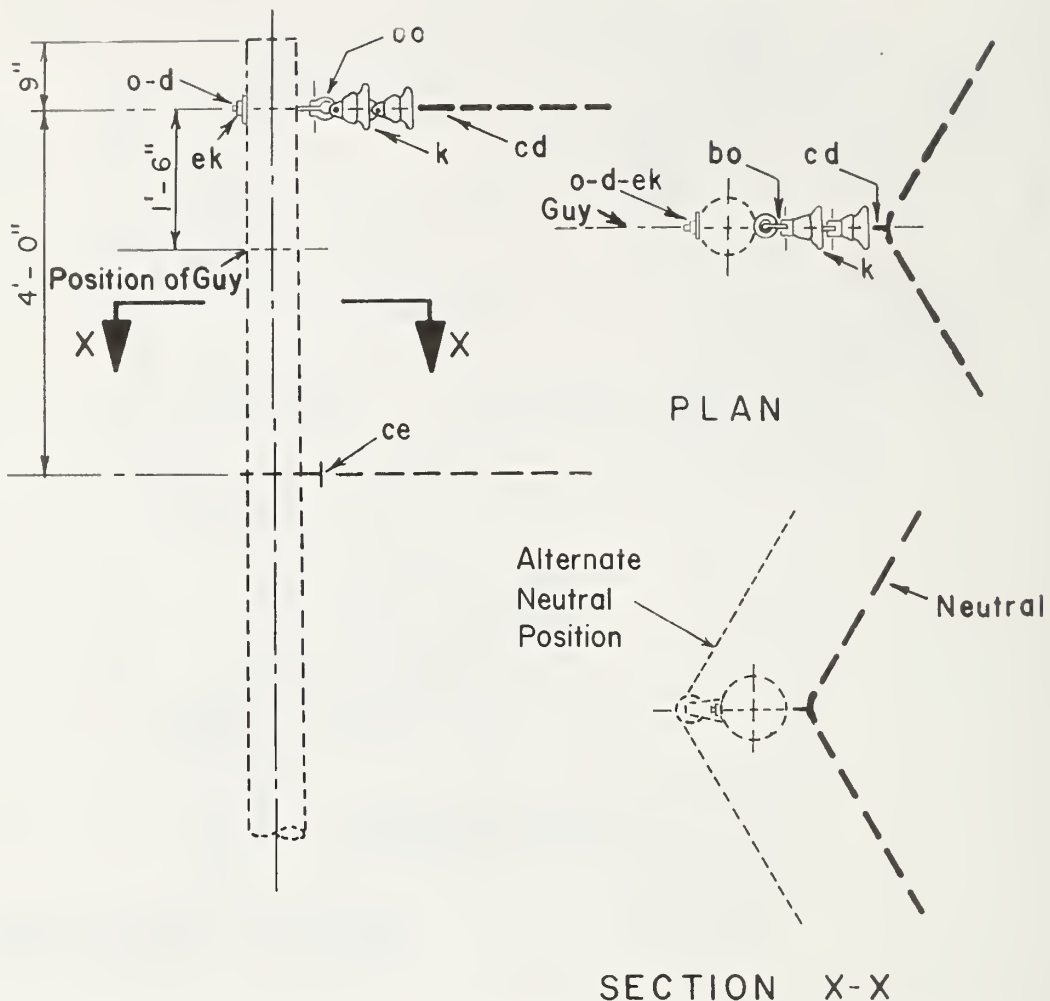 bo
9"
o-d
ek
k
cd
1'-6"
4'-0"
Position of Guy
X
X
ce
bo
cd
o-d-ek
Guy
k
PLAN
Alternate
Neutral
Position
Neutral
SECTION X-X